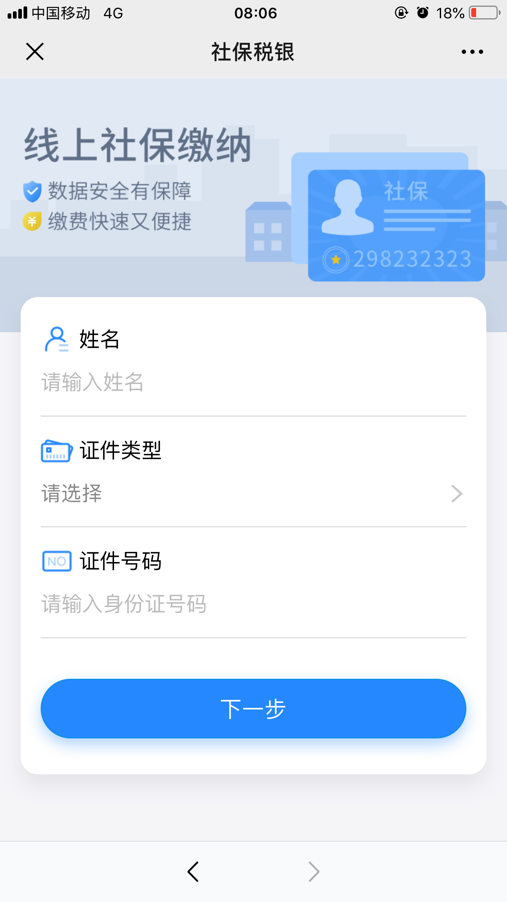 中国移动 4G 08:06 18%
社保税银
线上社保缴纳
数据安全有保障
缴费快速又便捷
社保
298232323
姓名
请输入姓名
证件类型
请选择
NO 证件号码
请输入身份证号码
下一步